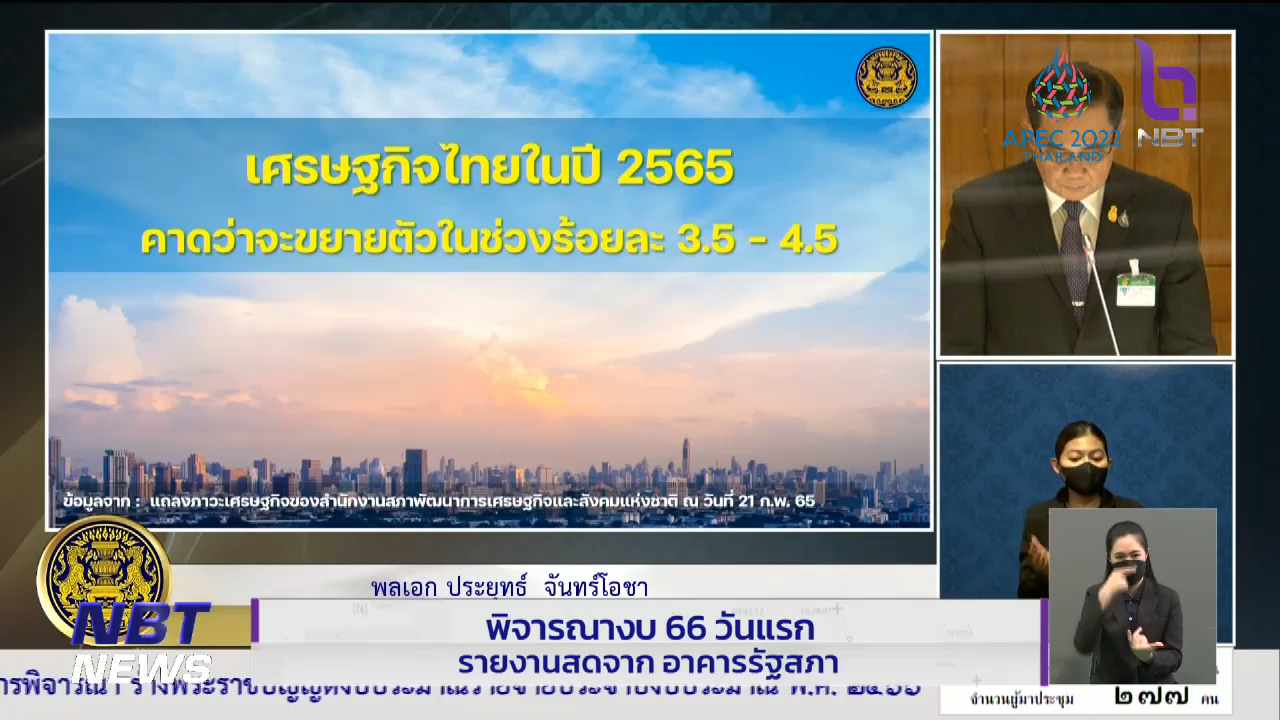 เศรษฐกิจไทยในปี 2565
คาดว่าจะขยายตัวในช่วงร้อยละ 3.5 - 4.5
ข้อมูลจาก : แถลงภาวะเศรษฐกิจของสำนักงานสภาพัฒนาการเศรษฐกิจและสังคมแห่งชาติ ณ วันที่ 21 ก.พ. 65
APEC 2022
THAILAND
NBT
พลเอก ประยุทธ์ จันทร์โอชา
พิจารณางบ 66 วันแรก
รายงานสดจาก อาคารรัฐสภา
NBT
NEWS
จำนวนผู้มาประชุม ๒๗๗ คน